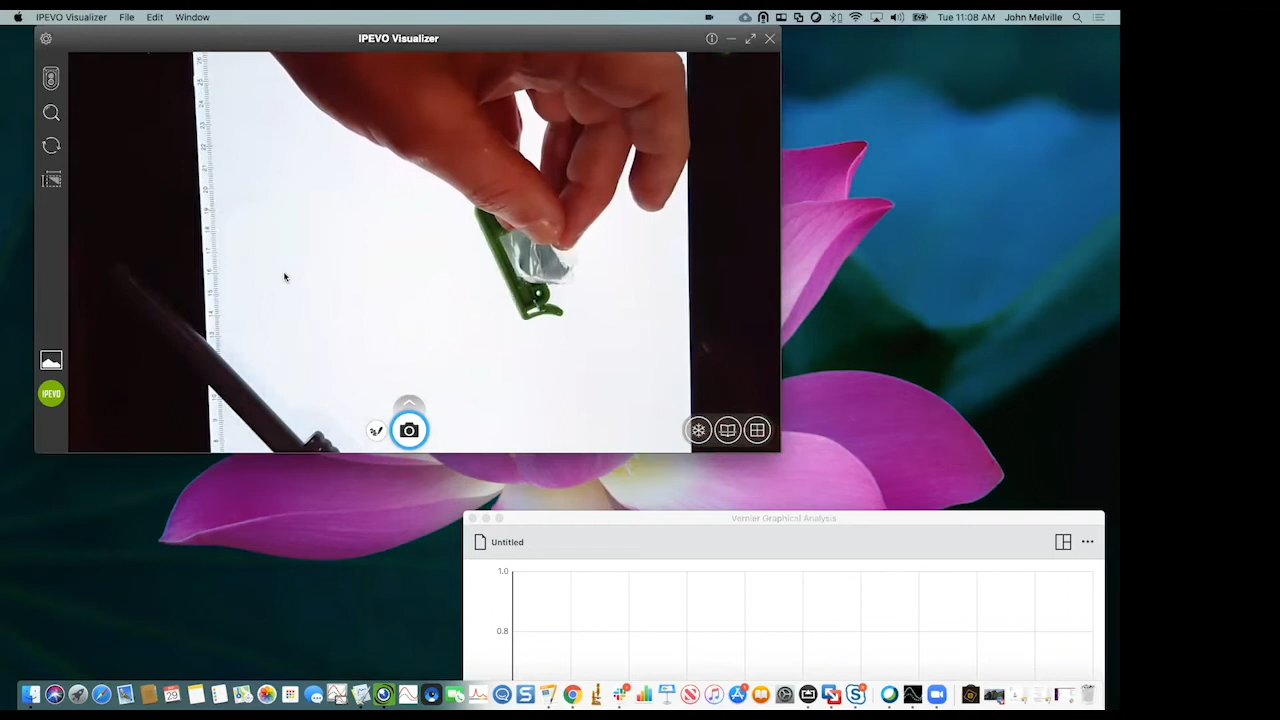 IPEVO Visualizer File Edit Window Tue 11:08 AM John Melville
IPEVO Visualizer
IPEVO
Vernier Graphical Analysis
Untitled
1.0
0.8
29